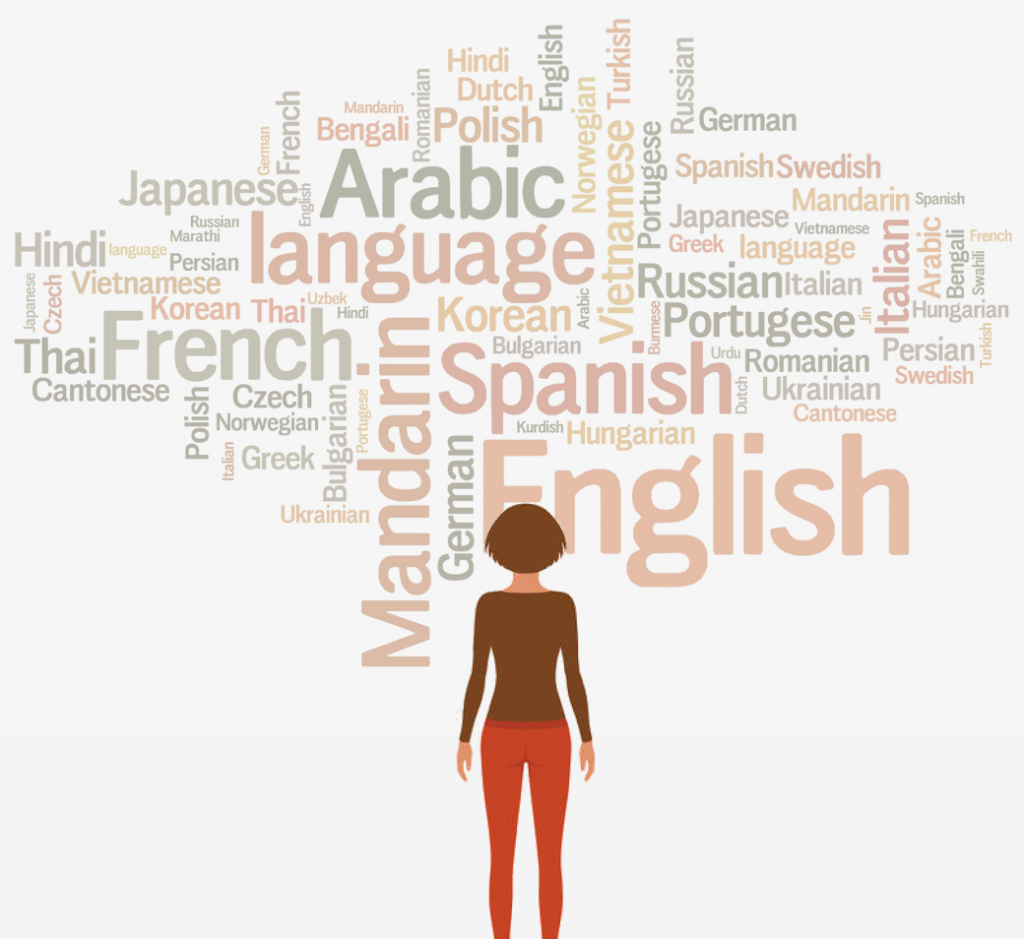 Hindi
English
Turkish
Russian
Dutch
Mandarin
Romanian
Norwegian
French
German
Bengali
Polish
German
Vietnamese
Portugese
Arabic
Spanish
Swedish
Japanese
English
Mandarin
Spanish
Russian
Japanese
Vietnamese
Arabic
language
Marathi
Hindi
language
Persian
Greek
language
Italian
Bengali
French
Swahili
Japanese
Czech
Vietnamese
Russian
Italian
Korean
Thai
Uzbek
Hindi
Korean
Arabic
Burmese
Portugese
Jin
Hungarian
Thai
French
Mandarin
Bulgarian
Spanish
Urdu
Romanian
Persian
Turkish
Cantonese
Polish
Czech
Bulgarian
Portugese
Dutch
Ukrainian
Swedish
Norwegian
Kurdish
Hungarian
Cantonese
Italian
Greek
German
English
Ukrainian